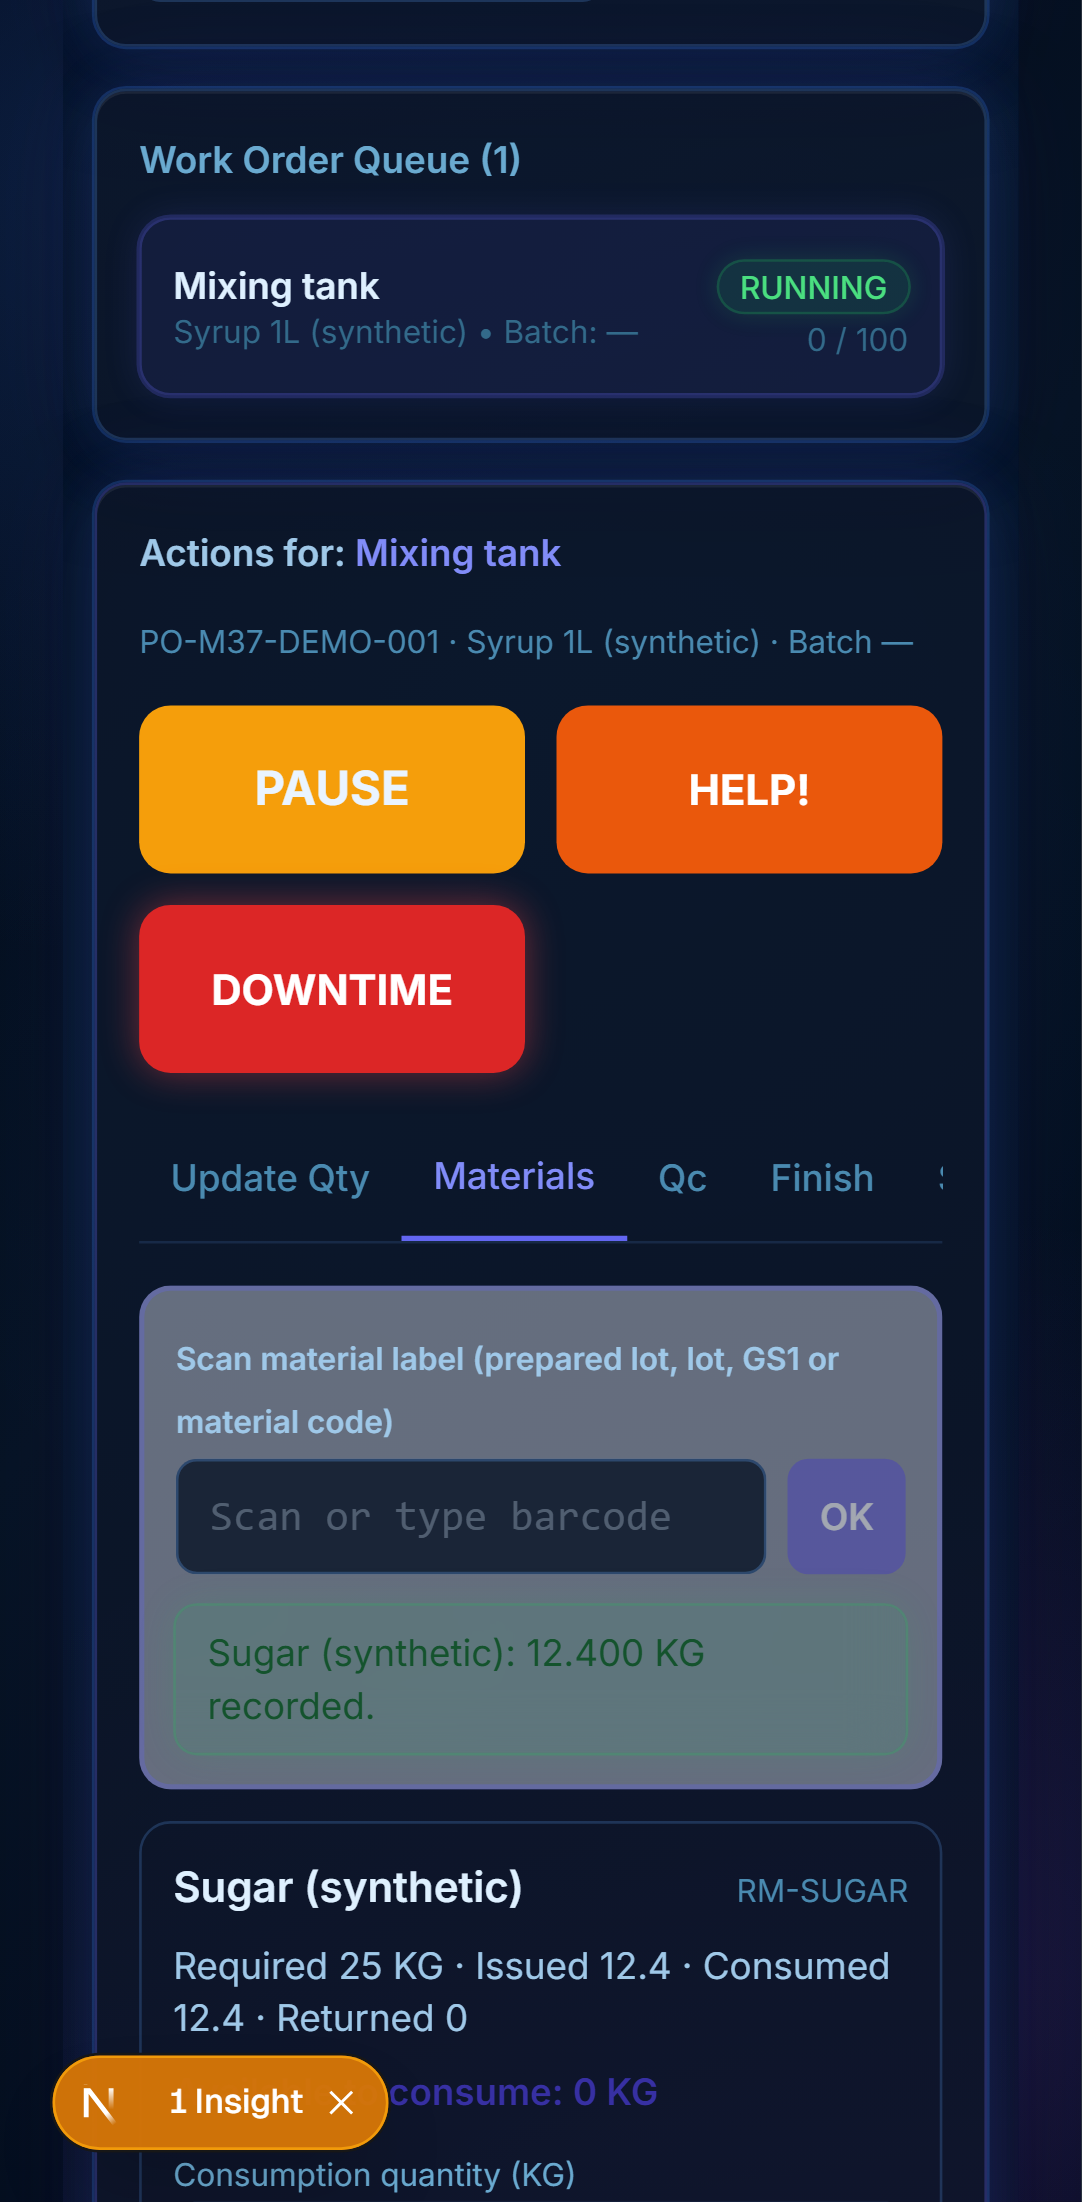 Work Order Queue (1)
Mixing tank
RUNNING
Syrup 1L (synthetic) • Batch: —
0 / 100
Actions for: Mixing tank
PO-M37-DEMO-001 · Syrup 1L (synthetic) · Batch —
PAUSE
HELP!
DOWNTIME
Update Qty
Materials
Qc
Finish
Scan material label (prepared lot, lot, GS1 or
material code)
Scan or type barcode
OK
Sugar (synthetic): 12.400 KG
recorded.
Sugar (synthetic)
RM-SUGAR
Required 25 KG · Issued 12.4 · Consumed
12.4 · Returned 0
consume: 0 KG
N
1 Insight
Consumption quantity (KG)